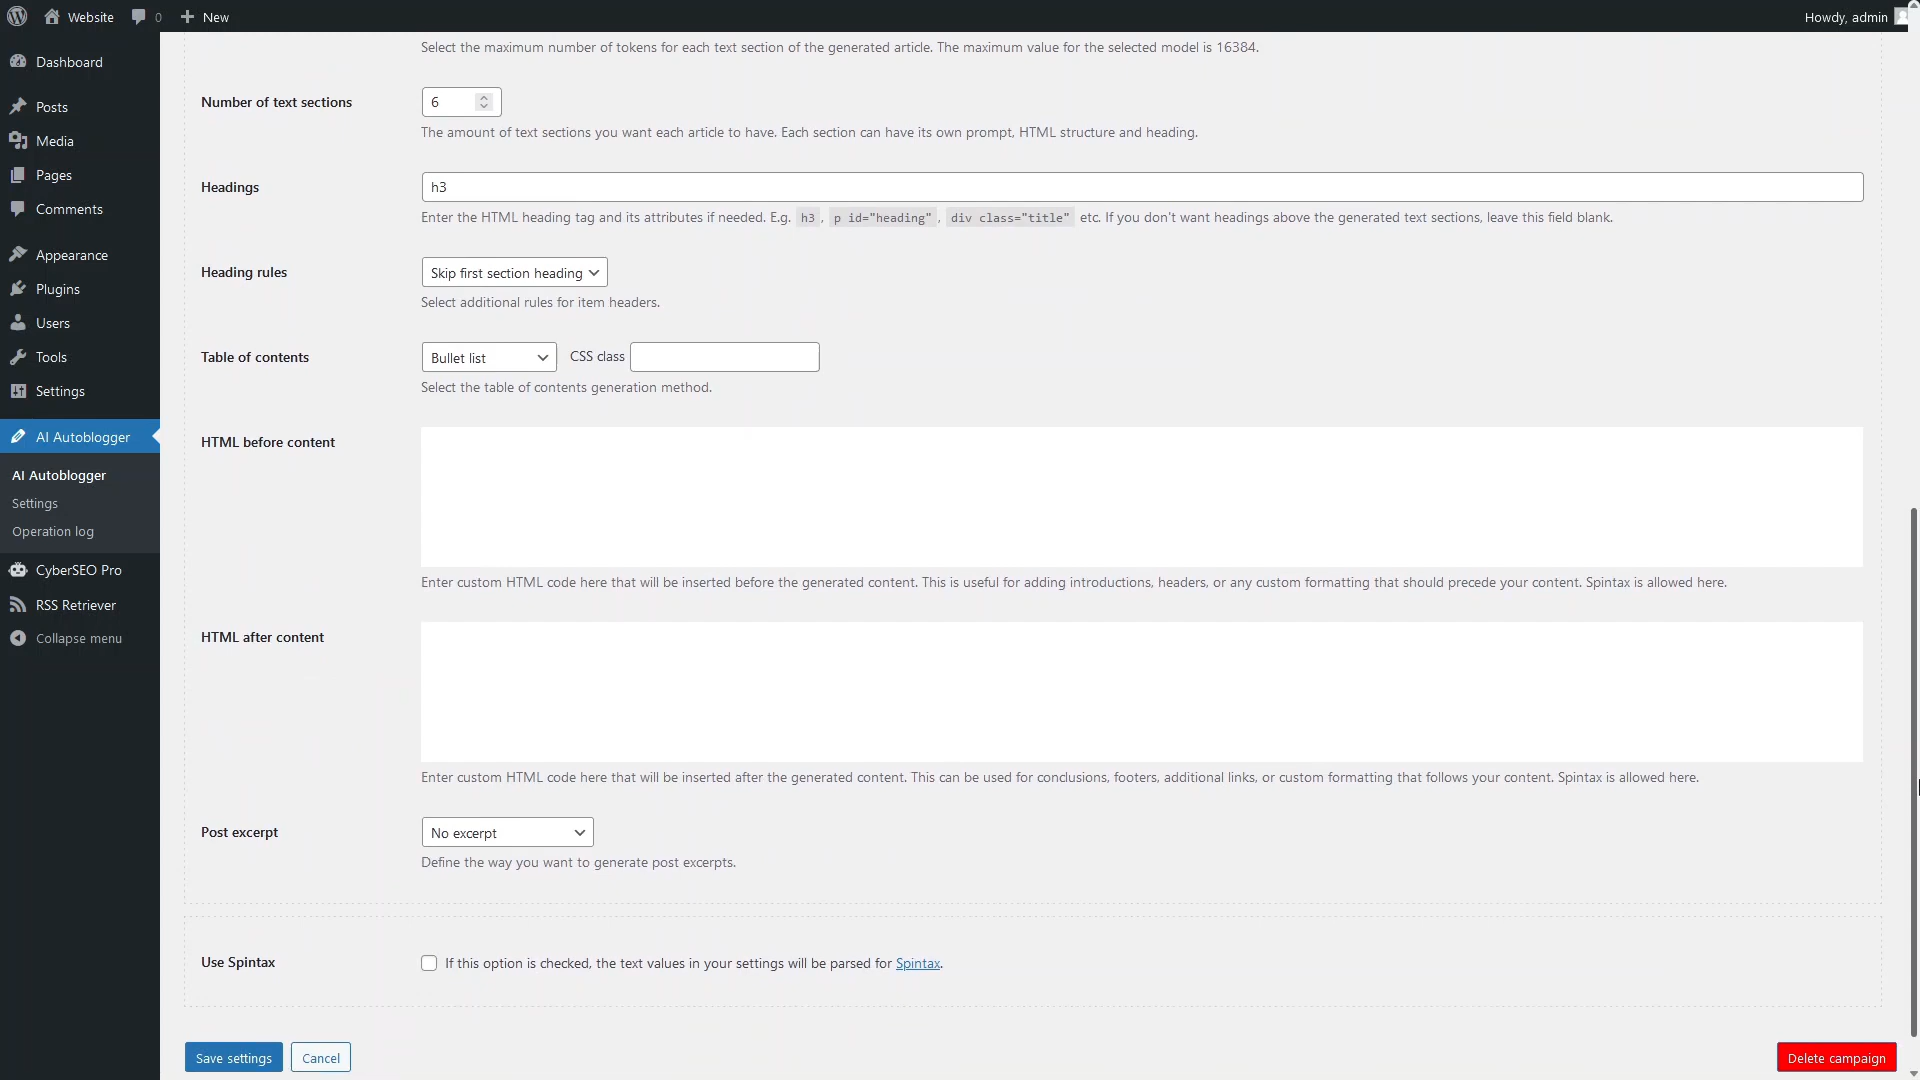 Website
0
New
Howdy, admin
Dashboard
Posts
Media
Pages
Comments
Appearance
Plugins
Users
Tools
Settings
AI Autoblogger
AI Autoblogger
Settings
Operation log
CyberSEO Pro
RSS Retriever
Collapse menu
Select the maximum number of tokens for each text section of the generated article. The maximum value for the selected model is 16384.
Number of text sections
6
The amount of text sections you want each article to have. Each section can have its own prompt, HTML structure and heading.
Headings
h3
Enter the HTML heading tag and its attributes if needed. E.g. h3, p id="heading", div class="title" etc. If you don't want headings above the generated text sections, leave this field blank.
Heading rules
Skip first section heading
Select additional rules for item headers.
Table of contents
Bullet list
CSS class
Select the table of contents generation method.
HTML before content
Enter custom HTML code here that will be inserted before the generated content. This is useful for adding introductions, headers, or any custom formatting that should precede your content. Spintax is allowed here.
HTML after content
Enter custom HTML code here that will be inserted after the generated content. This can be used for conclusions, footers, additional links, or custom formatting that follows your content. Spintax is allowed here.
Post excerpt
No excerpt
Define the way you want to generate post excerpts.
Use Spintax
If this option is checked, the text values in your settings will be parsed for Spintax.
Save settings
Cancel
Delete campaign